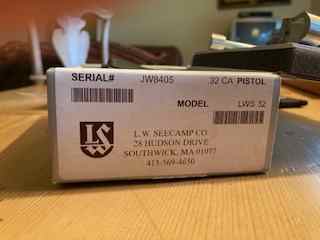 SERIAL# JW8405 32 CA PISTOL
MODEL LWS 32
LSW
L.W. SEECAMP CO.
28 HUDSON DRIVE
SOUTHWICK, MA 01077
413-569-4650